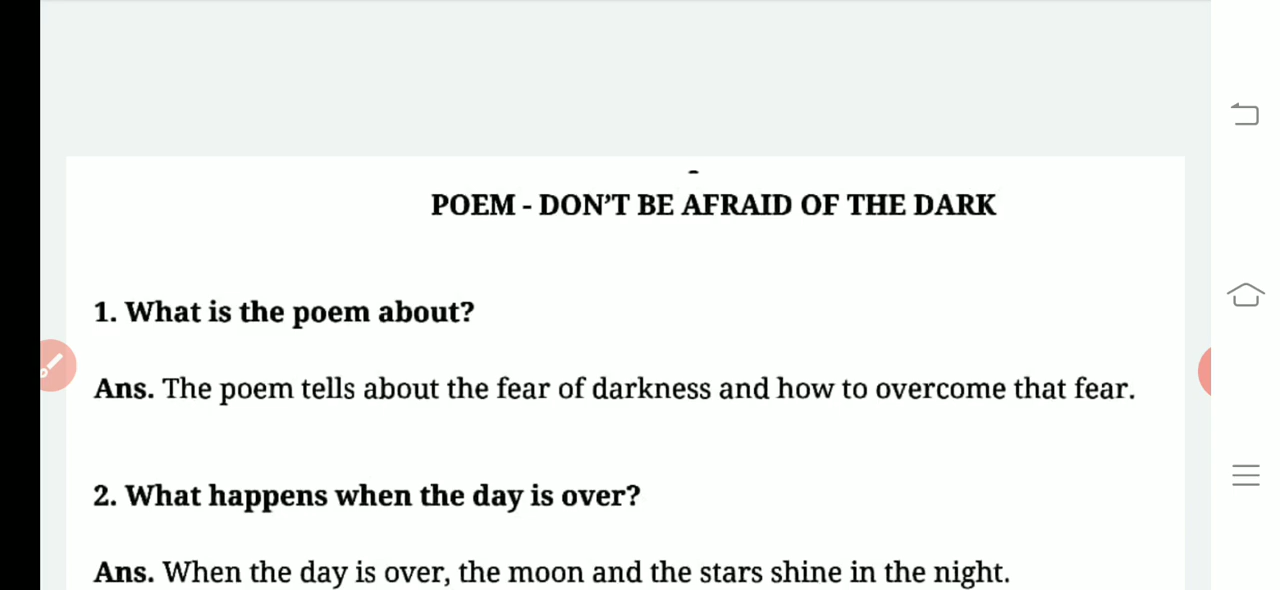 POEM - DON’T BE AFRAID OF THE DARK
1. What is the poem about?
Ans. The poem tells about the fear of darkness and how to overcome that fear.
2. What happens when the day is over?
Ans. When the day is over, the moon and the stars shine in the night.